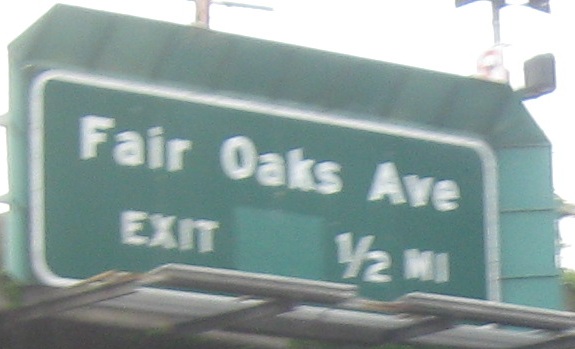 Fair Oaks Ave
EXIT ½ MI